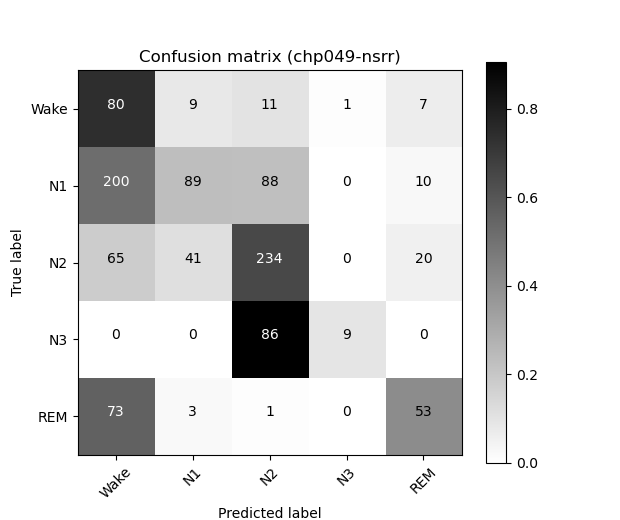 Confusion matrix (chp049-nsrr)
Wake 80 9 11 1 7
N1 200 89 88 0 10
N2 65 41 234 0 20
N3 0 0 86 9 0
REM 73 3 1 0 53
Wake N1 N2 N3 REM
Predicted label
True label
0.8
0.6
0.4
0.2
0.0